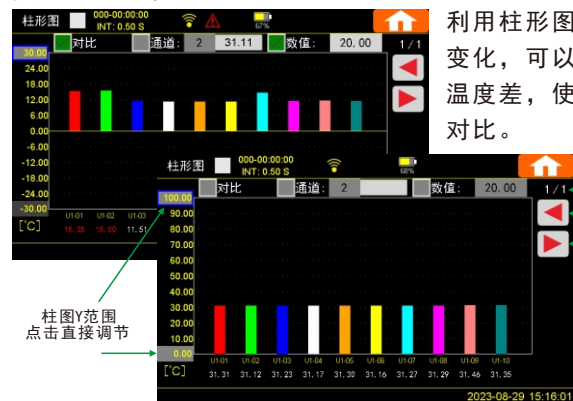 柱形图 000-00:00:00
INT: 0.50 S 67%
对比 通道: 2 31.11 数值: 20.00 1/1
30.00
24.00
18.00
12.00
6.00
0.00
-6.00
-12.00
-18.00
-24.00
-30.00
[°C]
U1-01 U1-02 U1-03
15.35 15.50 11.51
利用柱形图
变化，可以
温度差，使
对比。
柱形图 000-00:00:00
INT: 0.50 S 68%
对比 通道: 2 数值: 20.00 1/1
100.00
90.00
80.00
70.00
60.00
50.00
40.00
30.00
20.00
10.00
0.00
[°C]
U1-01 U1-02 U1-03 U1-04 U1-05 U1-06 U1-07 U1-08 U1-09 U1-10
31.31 31.12 31.23 31.17 31.30 31.16 31.27 31.29 31.46 31.35
2023-08-29 15:16:01
柱图Y范围
点击直接调节